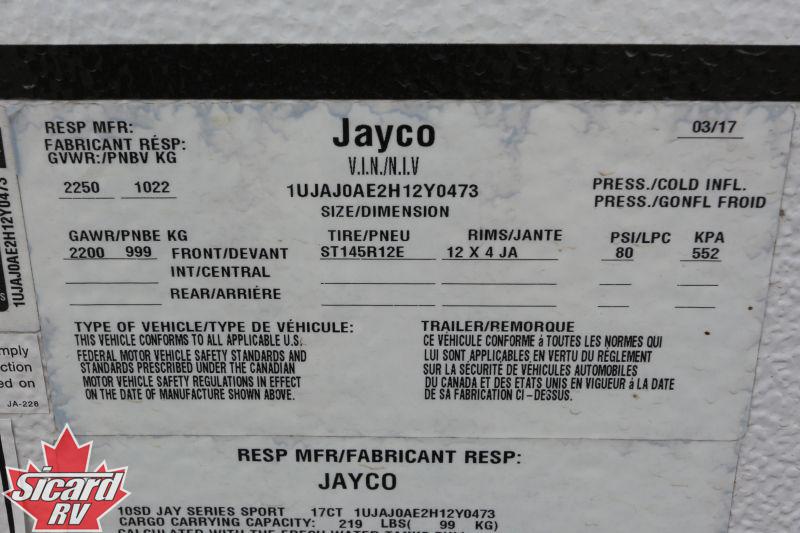 RESP MFR: Jayco 03/17
FABRICANT RÉSP:
GVWR:/PNBV KG V.I.N./N.I.V
2250 1022 1UJAJ0AE2H12Y0473 PRESS./COLD INFL.
SIZE/DIMENSION PRESS./GONFL FROID
GAWR/PNBE KG TIRE/PNEU RIMS/JANTE PSI/LPC KPA
2200 999 FRONT/DEVANT ST145R12E 12 X 4 JA 80 552
INT/CENTRAL
REAR/ARRIÈRE
TYPE OF VEHICLE/TYPE DE VÉHICULE: TRAILER/REMORQUE
THIS VEHICLE CONFORMS TO ALL APPLICABLE U.S.
FEDERAL MOTOR VEHICLE SAFETY STANDARDS AND
STANDARDS PRESCRIBED UNDER THE CANADIAN
MOTOR VEHICLE SAFETY REGULATIONS IN EFFECT
ON THE DATE OF MANUFACTURE SHOWN ABOVE.
CE VÉHICULE CONFORME à TOUTES LES NORMES QUI
LUI SONT APPLICABLES EN VERTU DU RÉGLEMENT
SUR LA SÉCURITÉ DE VÉHICULES AUTOMOBILES
DU CANADA ET DES ETATS UNIS EN VIGUEUR à LA DATE
DE SA FABRICATION CI-DESSUS.
RESP MFR/FABRICANT RESP:
JAYCO
10SD JAY SERIES SPORT 17CT 1UJAJ0AE2H12Y0473
CARGO CARRYING CAPACITY: 219 LBS( 99 KG)
1UJAJ0AE2H12Y0473
mply
ction
ed on
JA-228
Sicard
RV